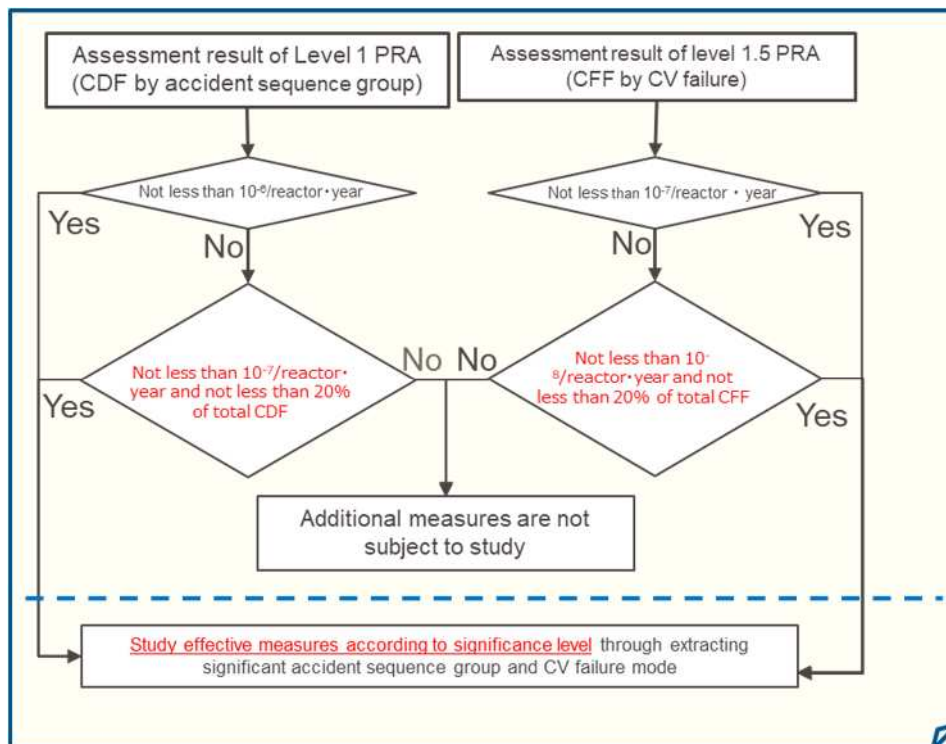 Assessment result of Level 1 PRA
(CDF by accident sequence group)
Assessment result of level 1.5 PRA
(CFF by CV failure)
Not less than 10⁻⁶/reactor・year
Not less than 10⁻⁷/reactor ・ year
Yes
No
No
Yes
Not less than 10⁻⁷/reactor・
year and not less than 20%
of total CDF
No
No
Not less than 10⁻
⁸/reactor・year and not
less than 20% of total CFF
Yes
Yes
Additional measures are not
subject to study
Study effective measures according to significance level through extracting
significant accident sequence group and CV failure mode